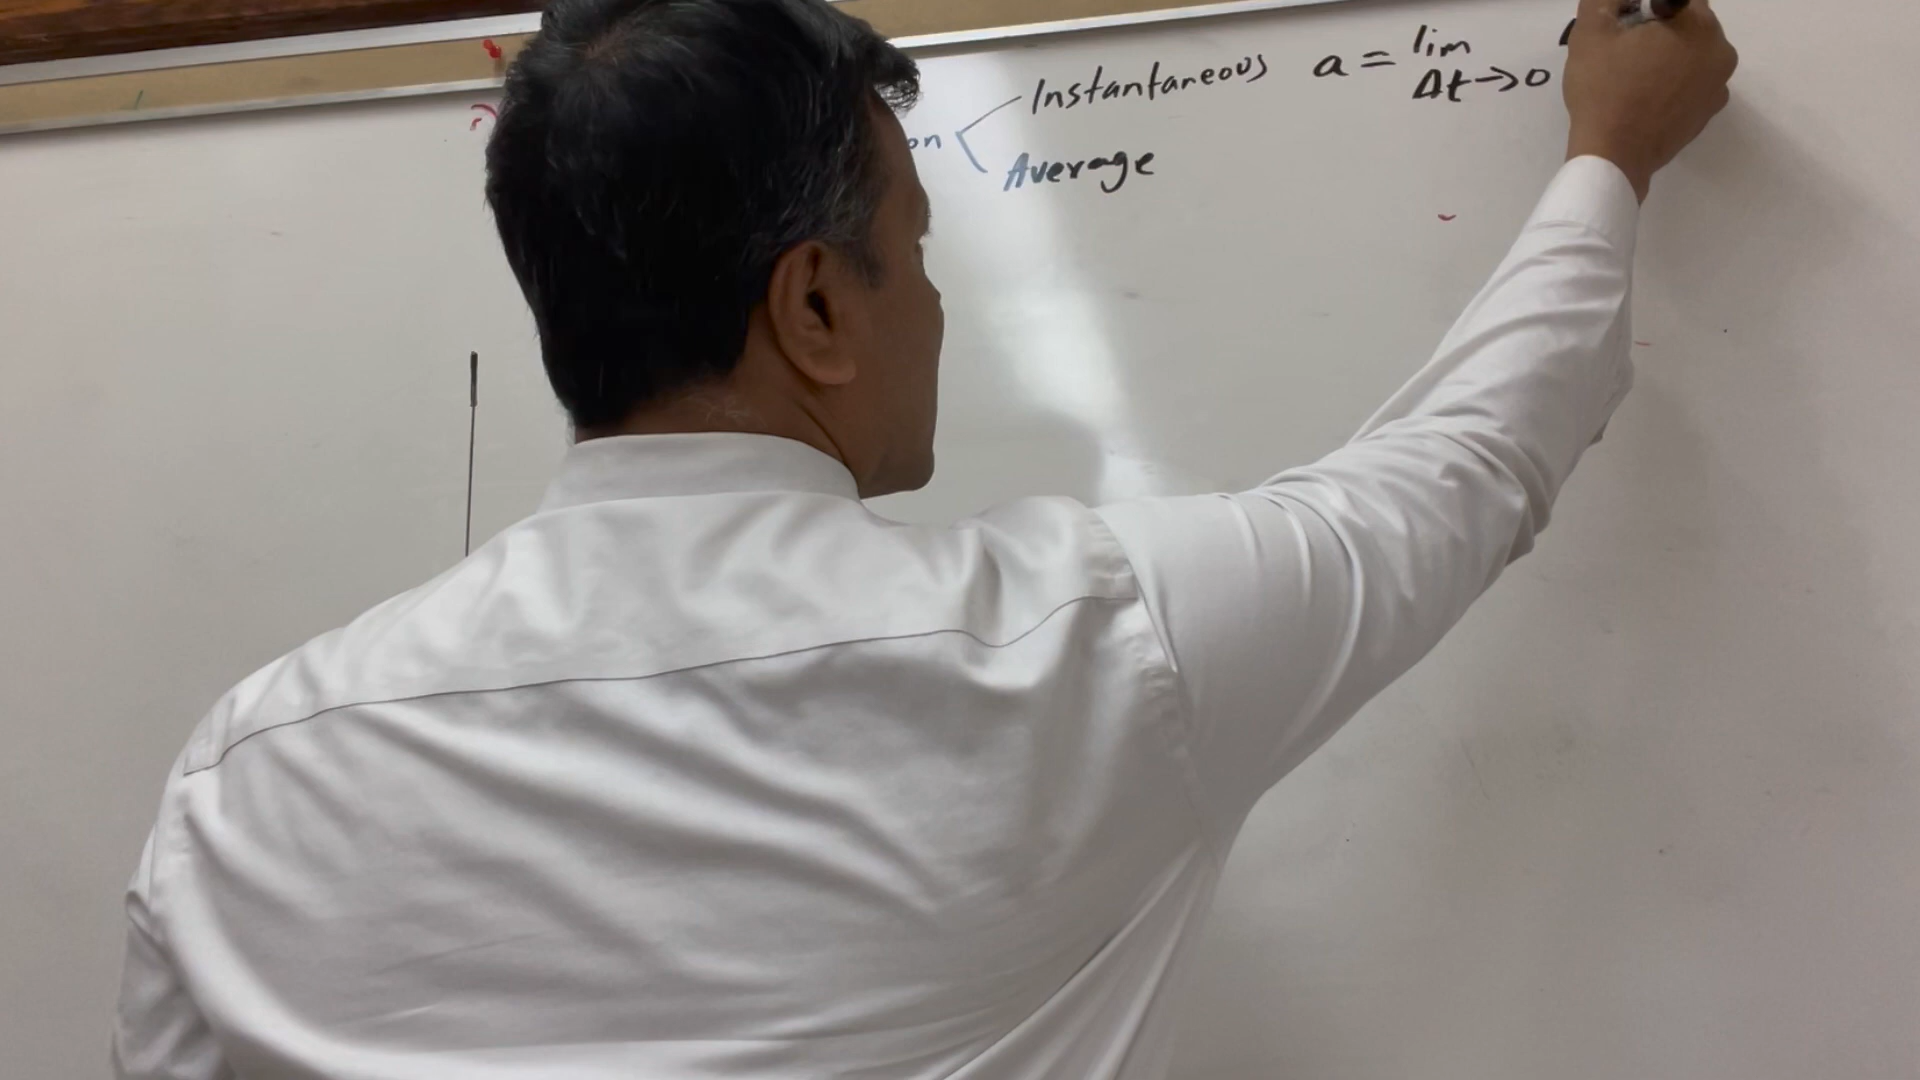 Instantaneous a = lim
Δt→0
on
Average